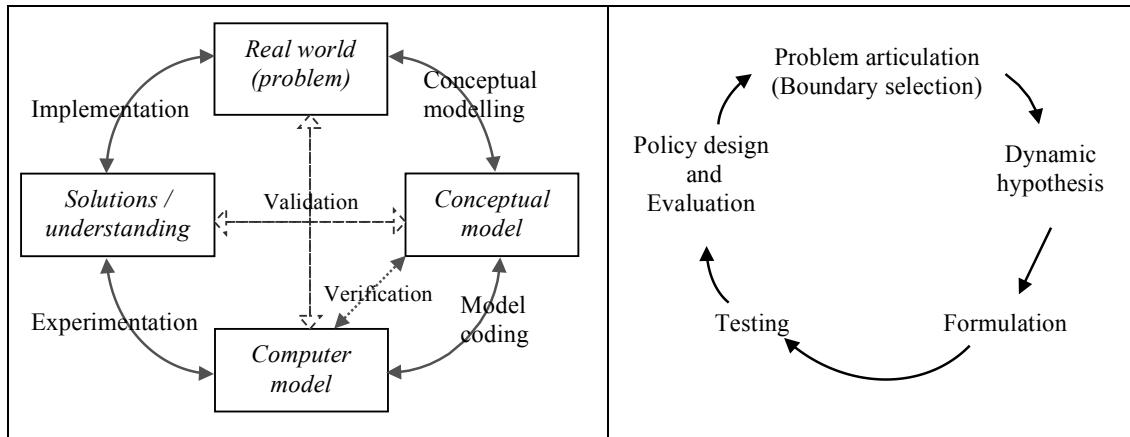 Real world
(problem)
Implementation
Conceptual
modelling
Solutions /
understanding
Validation
Conceptual
model
Verification
Experimentation
Model
coding
Computer
model
Problem articulation
(Boundary selection)
Policy design
and
Evaluation
Dynamic
hypothesis
Testing
Formulation